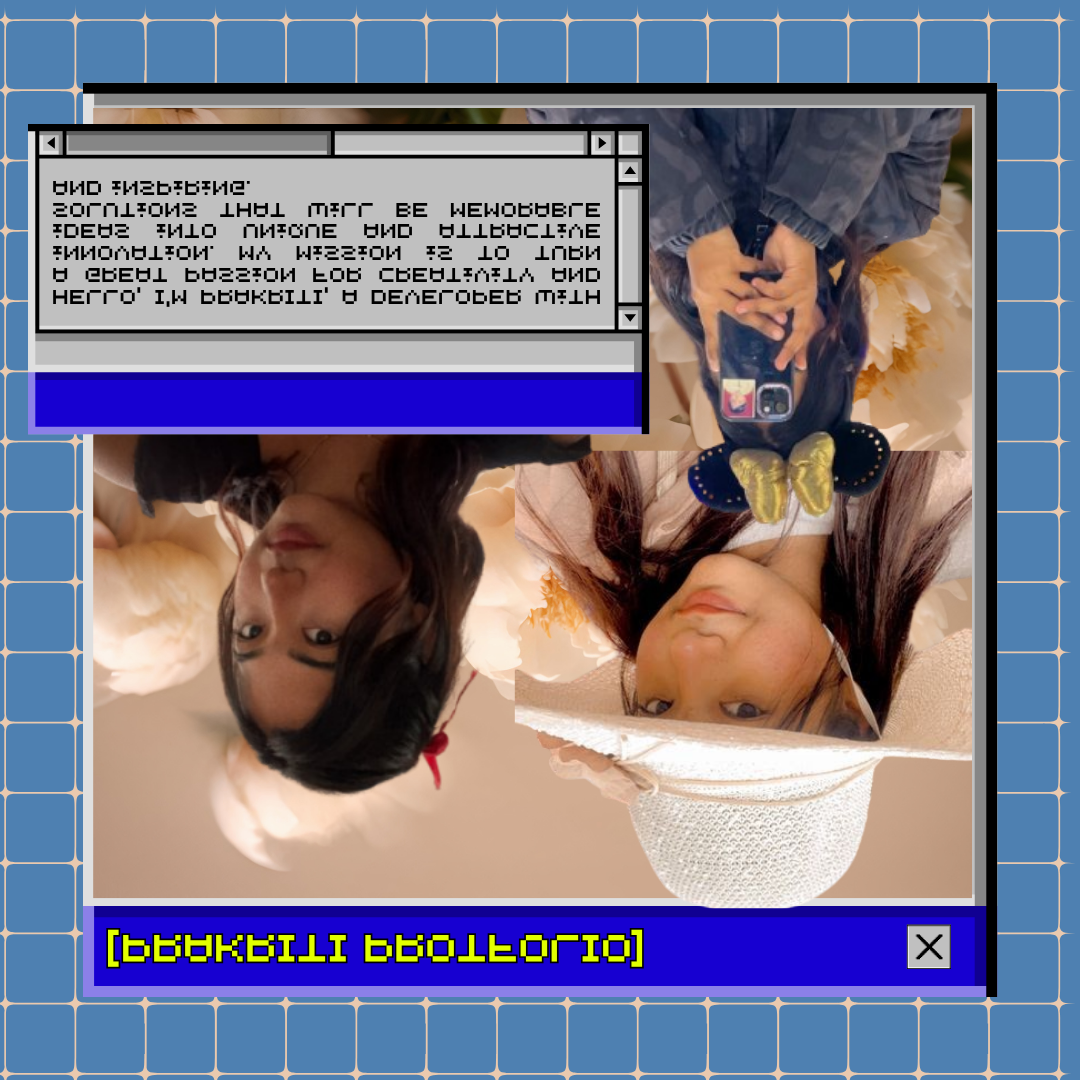 [PRAKRITI PROTFOLIO]
HELLO, I'M PRAKRITI, A DEVELOPER WITH
A GREAT PASSION FOR CREATIVITY AND
INNOVATION. MY MISSION IS TO TURN
IDEAS INTO UNIQUE AND ATTRACTIVE
SOLUTIONS THAT WILL BE MEMORABLE
AND INSPIRING.